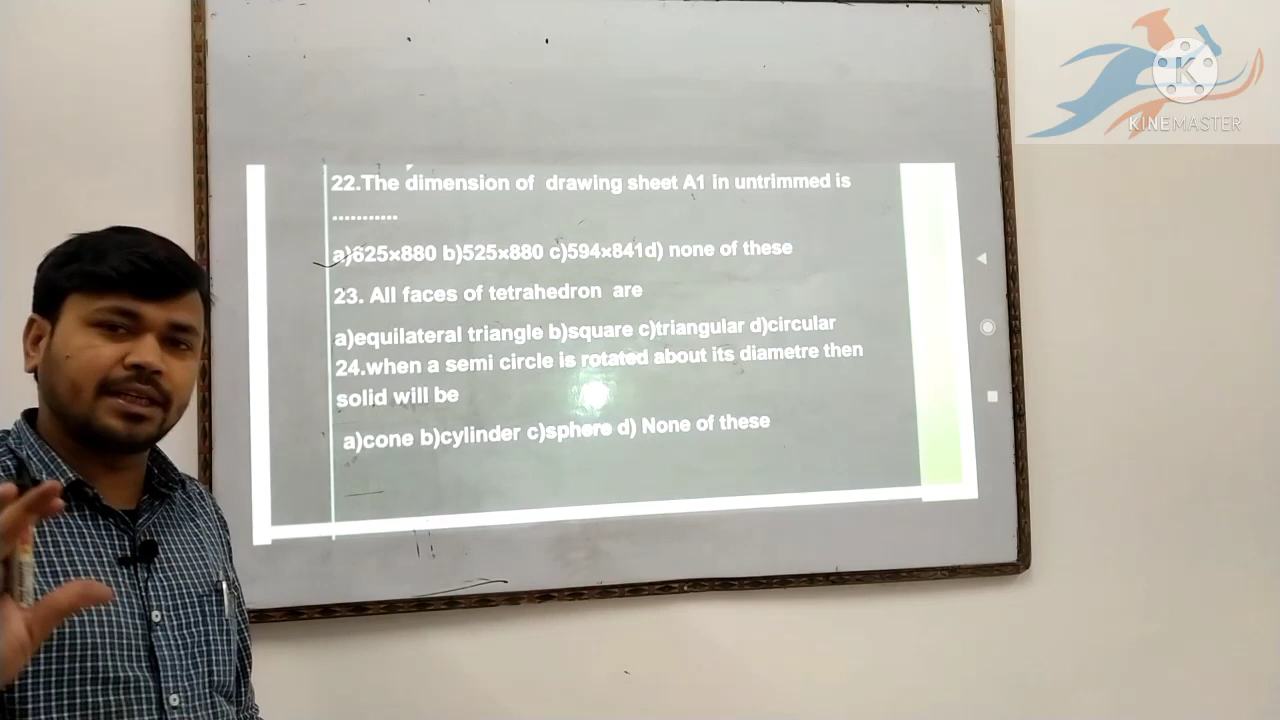 KINEMASTER
K
22.The dimension of drawing sheet A1 in untrimmed is
...........
a)625×880 b)525×880 c)594×841d) none of these
23. All faces of tetrahedron are
a)equilateral triangle b)square c)triangular d)circular
24.when a semi circle is rotated about its diametre then
solid will be
a)cone b)cylinder c)sphere d) None of these